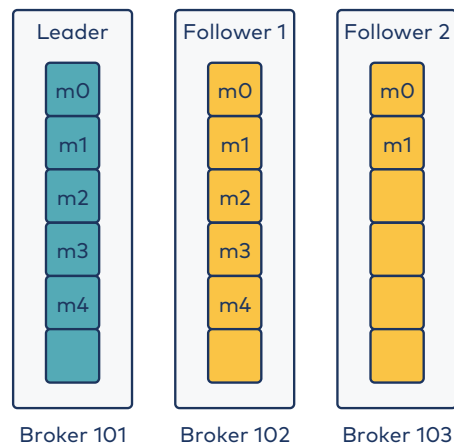 Leader
m0
m1
m2
m3
m4
Broker 101
Follower 1
m0
m1
m2
m3
m4
Broker 102
Follower 2
m0
m1
Broker 103